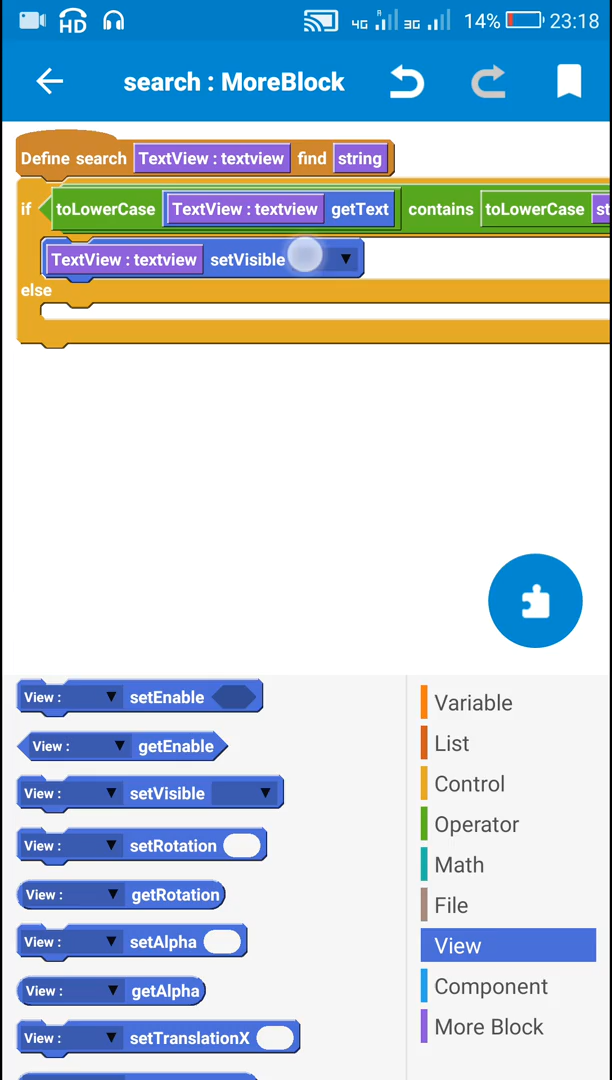 HD 4G R 3G 14% 23:18
search : MoreBlock
Define search TextView : textview find string
if toLowerCase TextView : textview getText contains toLowerCase st
TextView : textview setVisible
else
View : setEnable
View : getEnable
View : setVisible
View : setRotation
View : getRotation
View : setAlpha
View : getAlpha
View : setTranslationX
Variable
List
Control
Operator
Math
File
View
Component
More Block